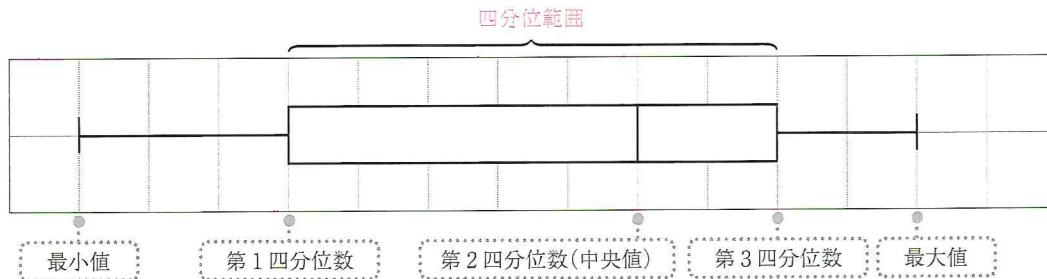 四分位範囲
最小値
第1四分位数
第2四分位数(中央値)
第3四分位数
最大値